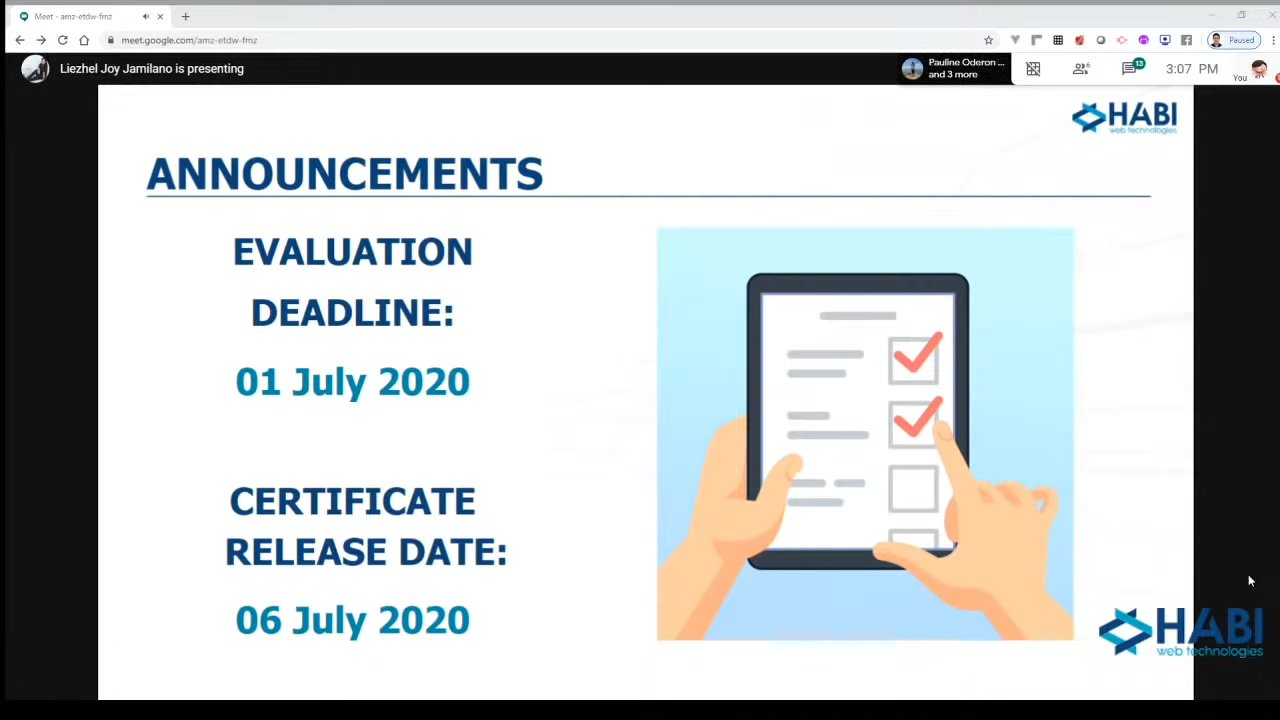 Meet - amz-etdw-fmz
meet.google.com/amz-etdw-fmz
Paused
Liezhel Joy Jamilano is presenting
Pauline Oderon ...
and 3 more
6
13
3:07 PM
You
HABI
web technologies
ANNOUNCEMENTS
EVALUATION
DEADLINE:
01 July 2020
CERTIFICATE
RELEASE DATE:
06 July 2020
HABI
web technologies